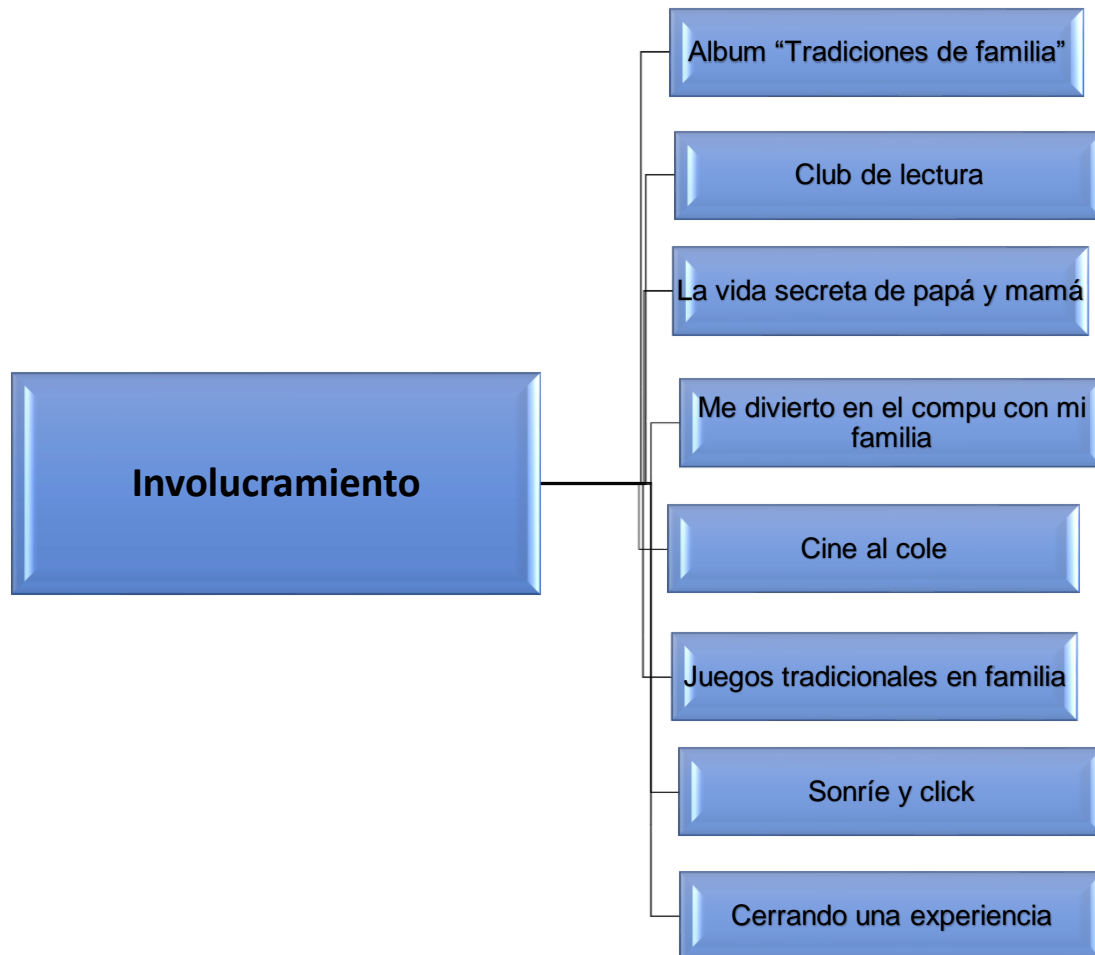 Album “Tradiciones de familia”
Club de lectura
La vida secreta de papá y mamá
Me divierto en el compu con mi
familia
Involucramiento
Cine al cole
Juegos tradicionales en familia
Sonríe y click
Cerrando una experiencia